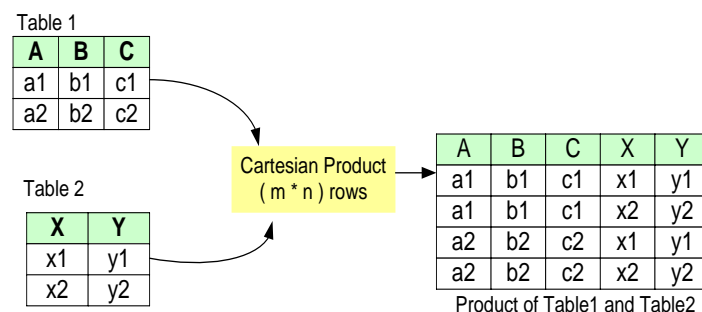 Table 1
A B C
a1 b1 c1
a2 b2 c2
Table 2
X Y
x1 y1
x2 y2
Cartesian Product
( m * n ) rows
A B C X Y
a1 b1 c1 x1 y1
a1 b1 c1 x2 y2
a2 b2 c2 x1 y1
a2 b2 c2 x2 y2
Product of Table1 and Table2